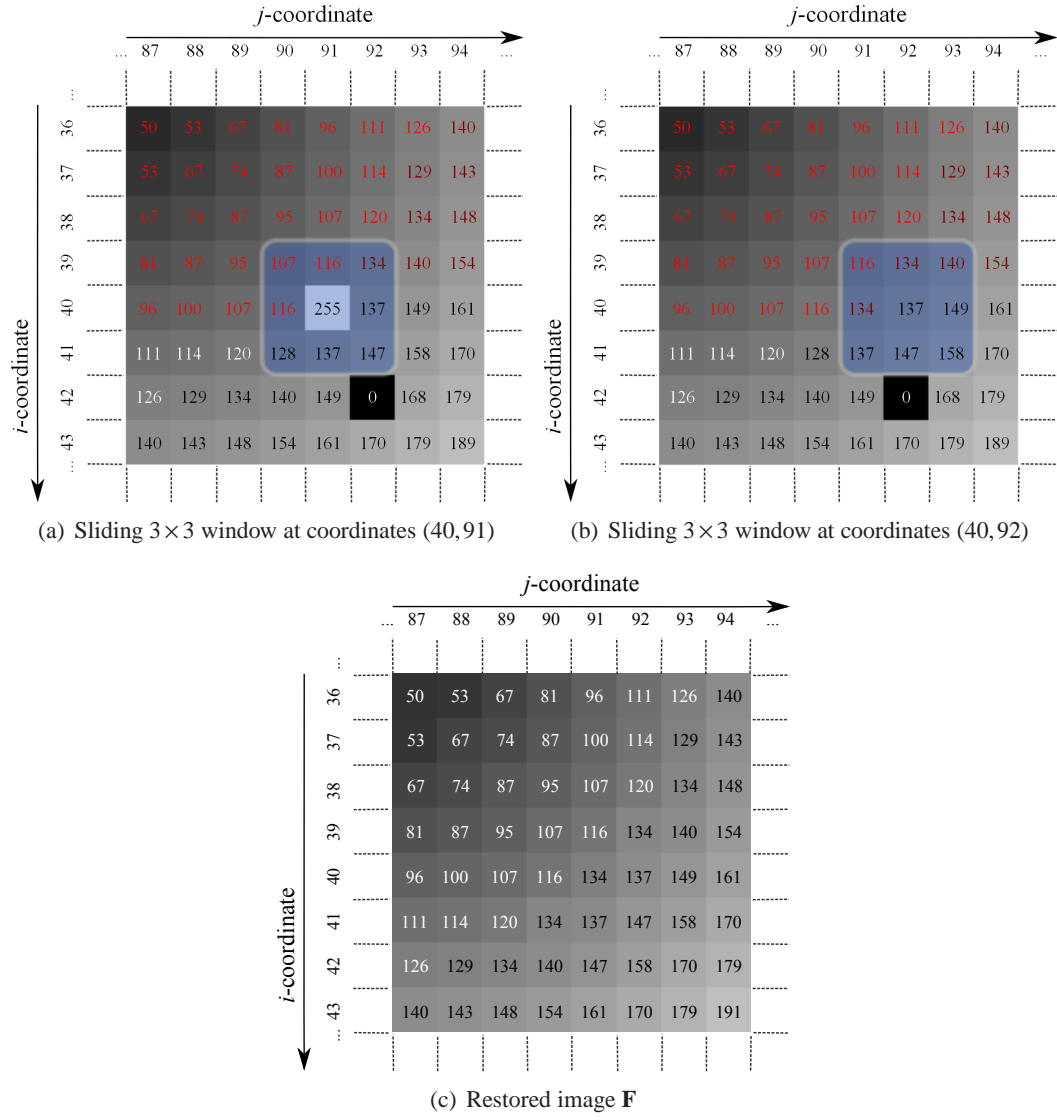 j-coordinate
... 87 88 89 90 91 92 93 94 ...
i-coordinate
...
36 50 53 67 81 96 111 126 140
37 53 67 74 87 100 114 129 143
38 67 74 87 95 107 120 134 148
39 81 87 95 107 116 134 140 154
40 96 100 107 116 255 137 149 161
41 111 114 120 128 137 147 158 170
42 126 129 134 140 149 0 168 179
43 140 143 148 154 161 170 179 189
...
(a) Sliding 3×3 window at coordinates (40,91)
j-coordinate
... 87 88 89 90 91 92 93 94 ...
i-coordinate
...
36 50 53 67 81 96 111 126 140
37 53 67 74 87 100 114 129 143
38 67 74 87 95 107 120 134 148
39 81 87 95 107 116 134 140 154
40 96 100 107 116 134 137 149 161
41 111 114 120 128 137 147 158 170
42 126 129 134 140 149 0 168 179
43 140 143 148 154 161 170 179 189
...
(b) Sliding 3×3 window at coordinates (40,92)
j-coordinate
... 87 88 89 90 91 92 93 94 ...
i-coordinate
...
36 50 53 67 81 96 111 126 140
37 53 67 74 87 100 114 129 143
38 67 74 87 95 107 120 134 148
39 81 87 95 107 116 134 140 154
40 96 100 107 116 134 137 149 161
41 111 114 120 134 137 147 158 170
42 126 129 134 140 147 158 170 179
43 140 143 148 154 161 170 179 191
...
(c) Restored image F